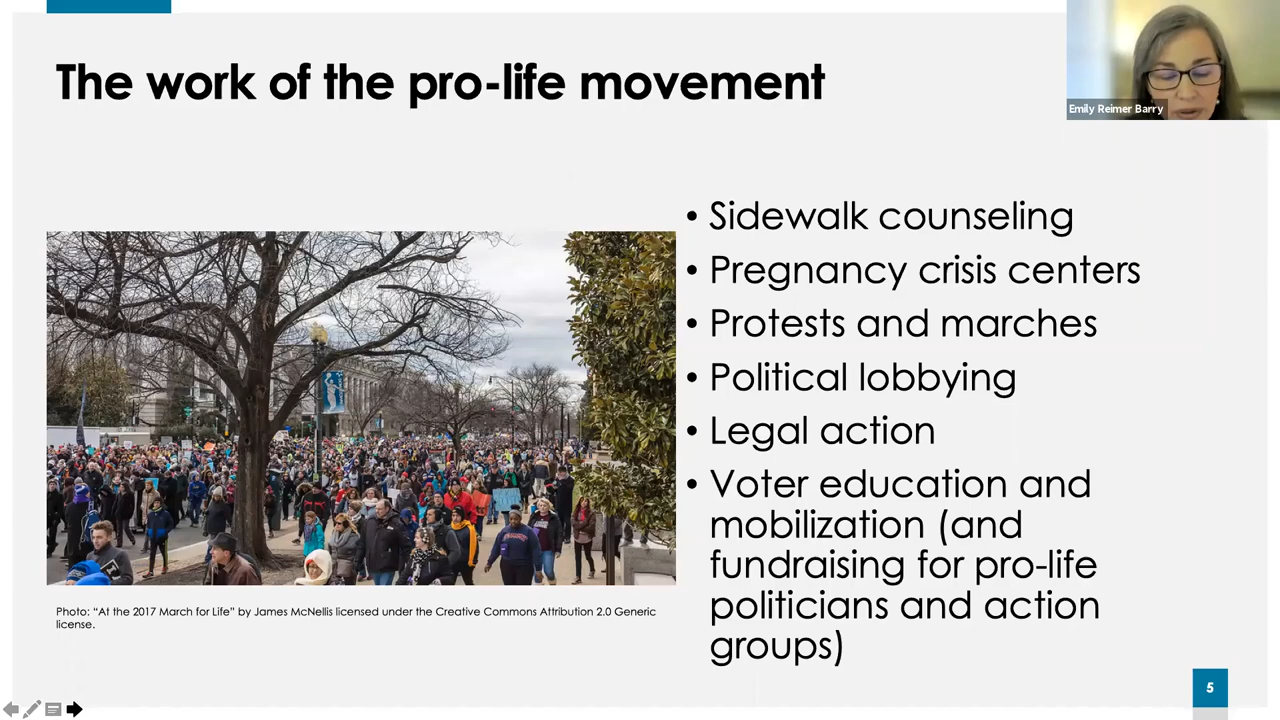 The work of the pro-life movement
Emily Reimer Barry
• Sidewalk counseling
• Pregnancy crisis centers
• Protests and marches
• Political lobbying
• Legal action
• Voter education and
mobilization (and
fundraising for pro-life
politicians and action
groups)
Photo: “At the 2017 March for Life” by James McNellis licensed under the Creative Commons Attribution 2.0 Generic
license.
5